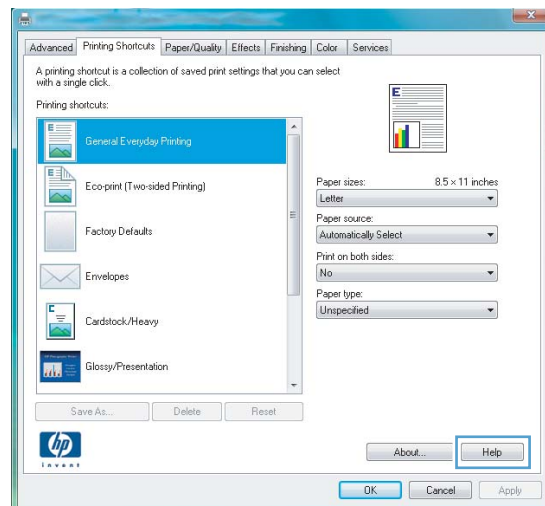 Advanced Printing Shortcuts Paper/Quality Effects Finishing Color Services
A printing shortcut is a collection of saved print settings that you can select
with a single click.
Printing shortcuts:
E
General Everyday Printing
E
Eco-print (Two-sided Printing)
Factory Defaults
Envelopes
E
Cardstock/Heavy
Glossy/Presentation
Save As... Delete Reset
E
Paper sizes: 8.5 × 11 inches
Letter
Paper source:
Automatically Select
Print on both sides:
No
Paper type:
Unspecified
hp
invent
About... Help
OK Cancel Apply